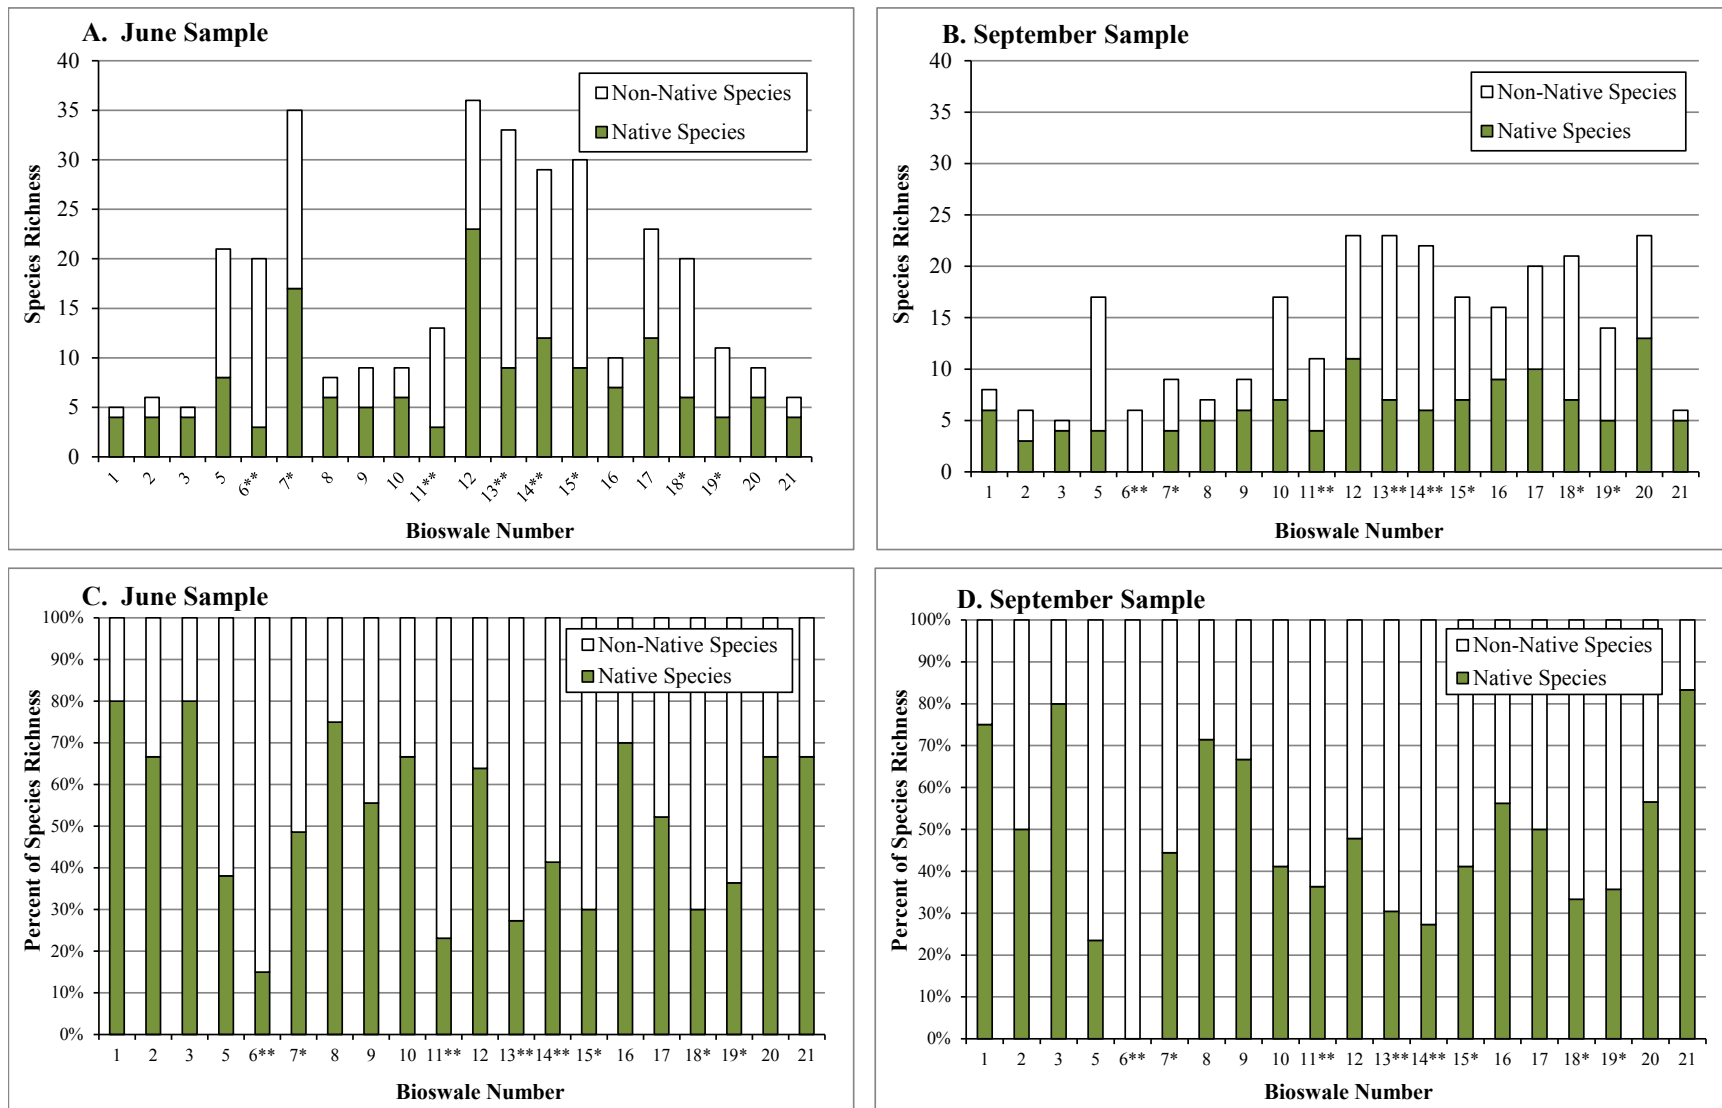 A. June Sample
40
35
30
25
20
15
10
5
0
Species Richness
Non-Native Species
Native Species
1 2 3 5 6** 7* 8 9 10 11** 12 13** 14** 15* 16 17 18* 19* 20 21
Bioswale Number
B. September Sample
40
35
30
25
20
15
10
5
0
Species Richness
Non-Native Species
Native Species
1 2 3 5 6** 7* 8 9 10 11** 12 13** 14** 15* 16 17 18* 19* 20 21
Bioswale Number
C. June Sample
100%
90%
80%
70%
60%
50%
40%
30%
20%
10%
0%
Percent of Species Richness
Non-Native Species
Native Species
1 2 3 5 6** 7* 8 9 10 11** 12 13** 14** 15* 16 17 18* 19* 20 21
Bioswale Number
D. September Sample
100%
90%
80%
70%
60%
50%
40%
30%
20%
10%
0%
Percent of Species Richness
Non-Native Species
Native Species
1 2 3 5 6** 7* 8 9 10 11** 12 13** 14** 15* 16 17 18* 19* 20 21
Bioswale Number